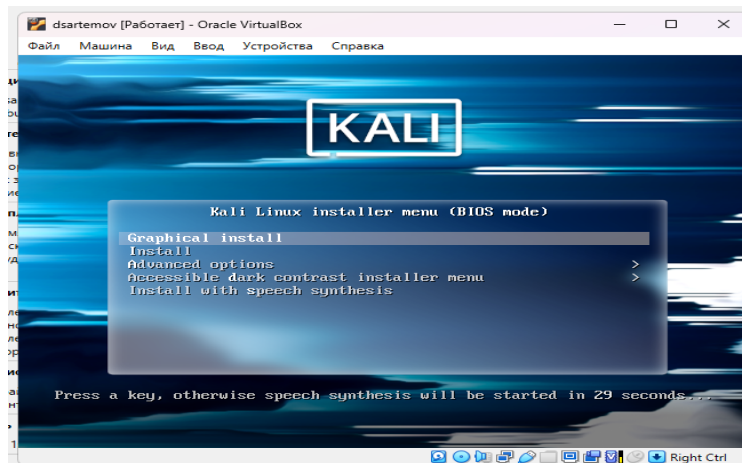 dsartemov [Работает] - Oracle VirtualBox
Файл Машина Вид Ввод Устройства Справка
KALI
Kali Linux installer menu (BIOS mode)
Graphical install
Install
Advanced options >
Accessible dark contrast installer menu >
Install with speech synthesis
Press a key, otherwise speech synthesis will be started in 29 seconds...
Right Ctrl